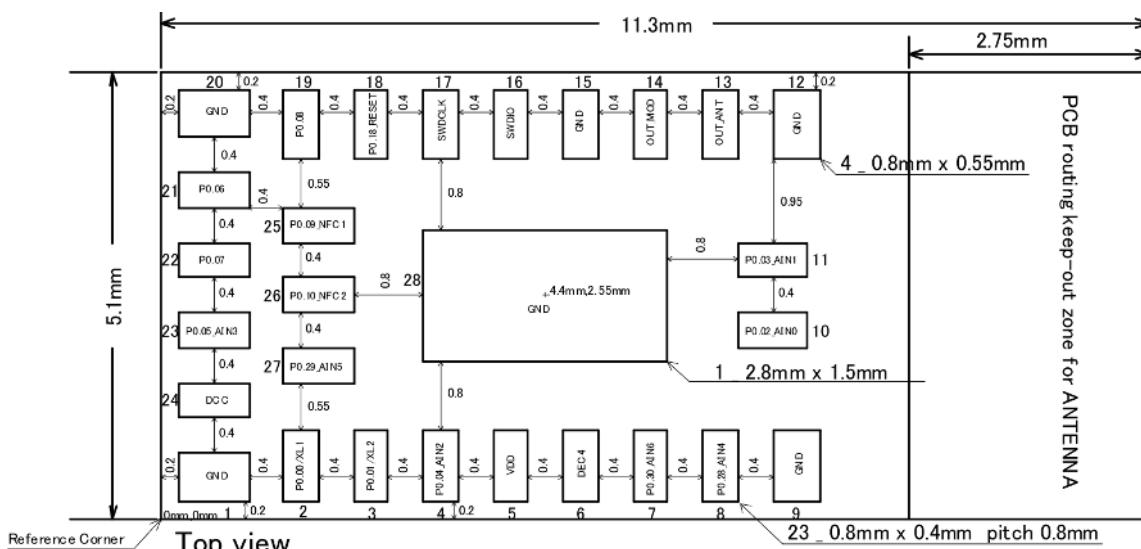 11.3mm
2.75mm
20 19 18 17 16 15 14 13 12
0.2 0.2
0.2 GND 0.4 P0.08 0.4 P0.18_RESET 0.4 SWDCLK 0.4 SWDIO 0.4 GND 0.4 OUT_MOD 0.4 OUT_ANT 0.4 GND
4 _ 0.8mm x 0.55mm
0.4 0.55 0.8 0.95
21 P0.06 0.4
25 P0.09_NFC1
0.4 0.4 0.8
22 P0.07 P0.03_AIN1 11
0.4 0.8 28 0.4
26 P0.10_NFC2
4.4mm,2.55mm
GND
23 P0.05_AIN3 0.4 P0.02_AIN0 10
27 P0.29_AIN5
0.4 0.55 0.8
1 _ 2.8mm x 1.5mm
24 DCC
0.4
0.2 GND 0.4 P0.00/XL1 0.4 P0.01/XL2 0.4 P0.04_AIN2 0.4 VDD 0.4 DEC4 0.4 P0.30_AIN6 0.4 P0.28_AIN4 0.4 GND
0mm,0mm 1 0.2 2 3 4 0.2 5 6 7 8 9
23 _ 0.8mm x 0.4mm pitch 0.8mm
5.1mm
PCB routing keep-out zone for ANTENNA
Reference Corner
Top view